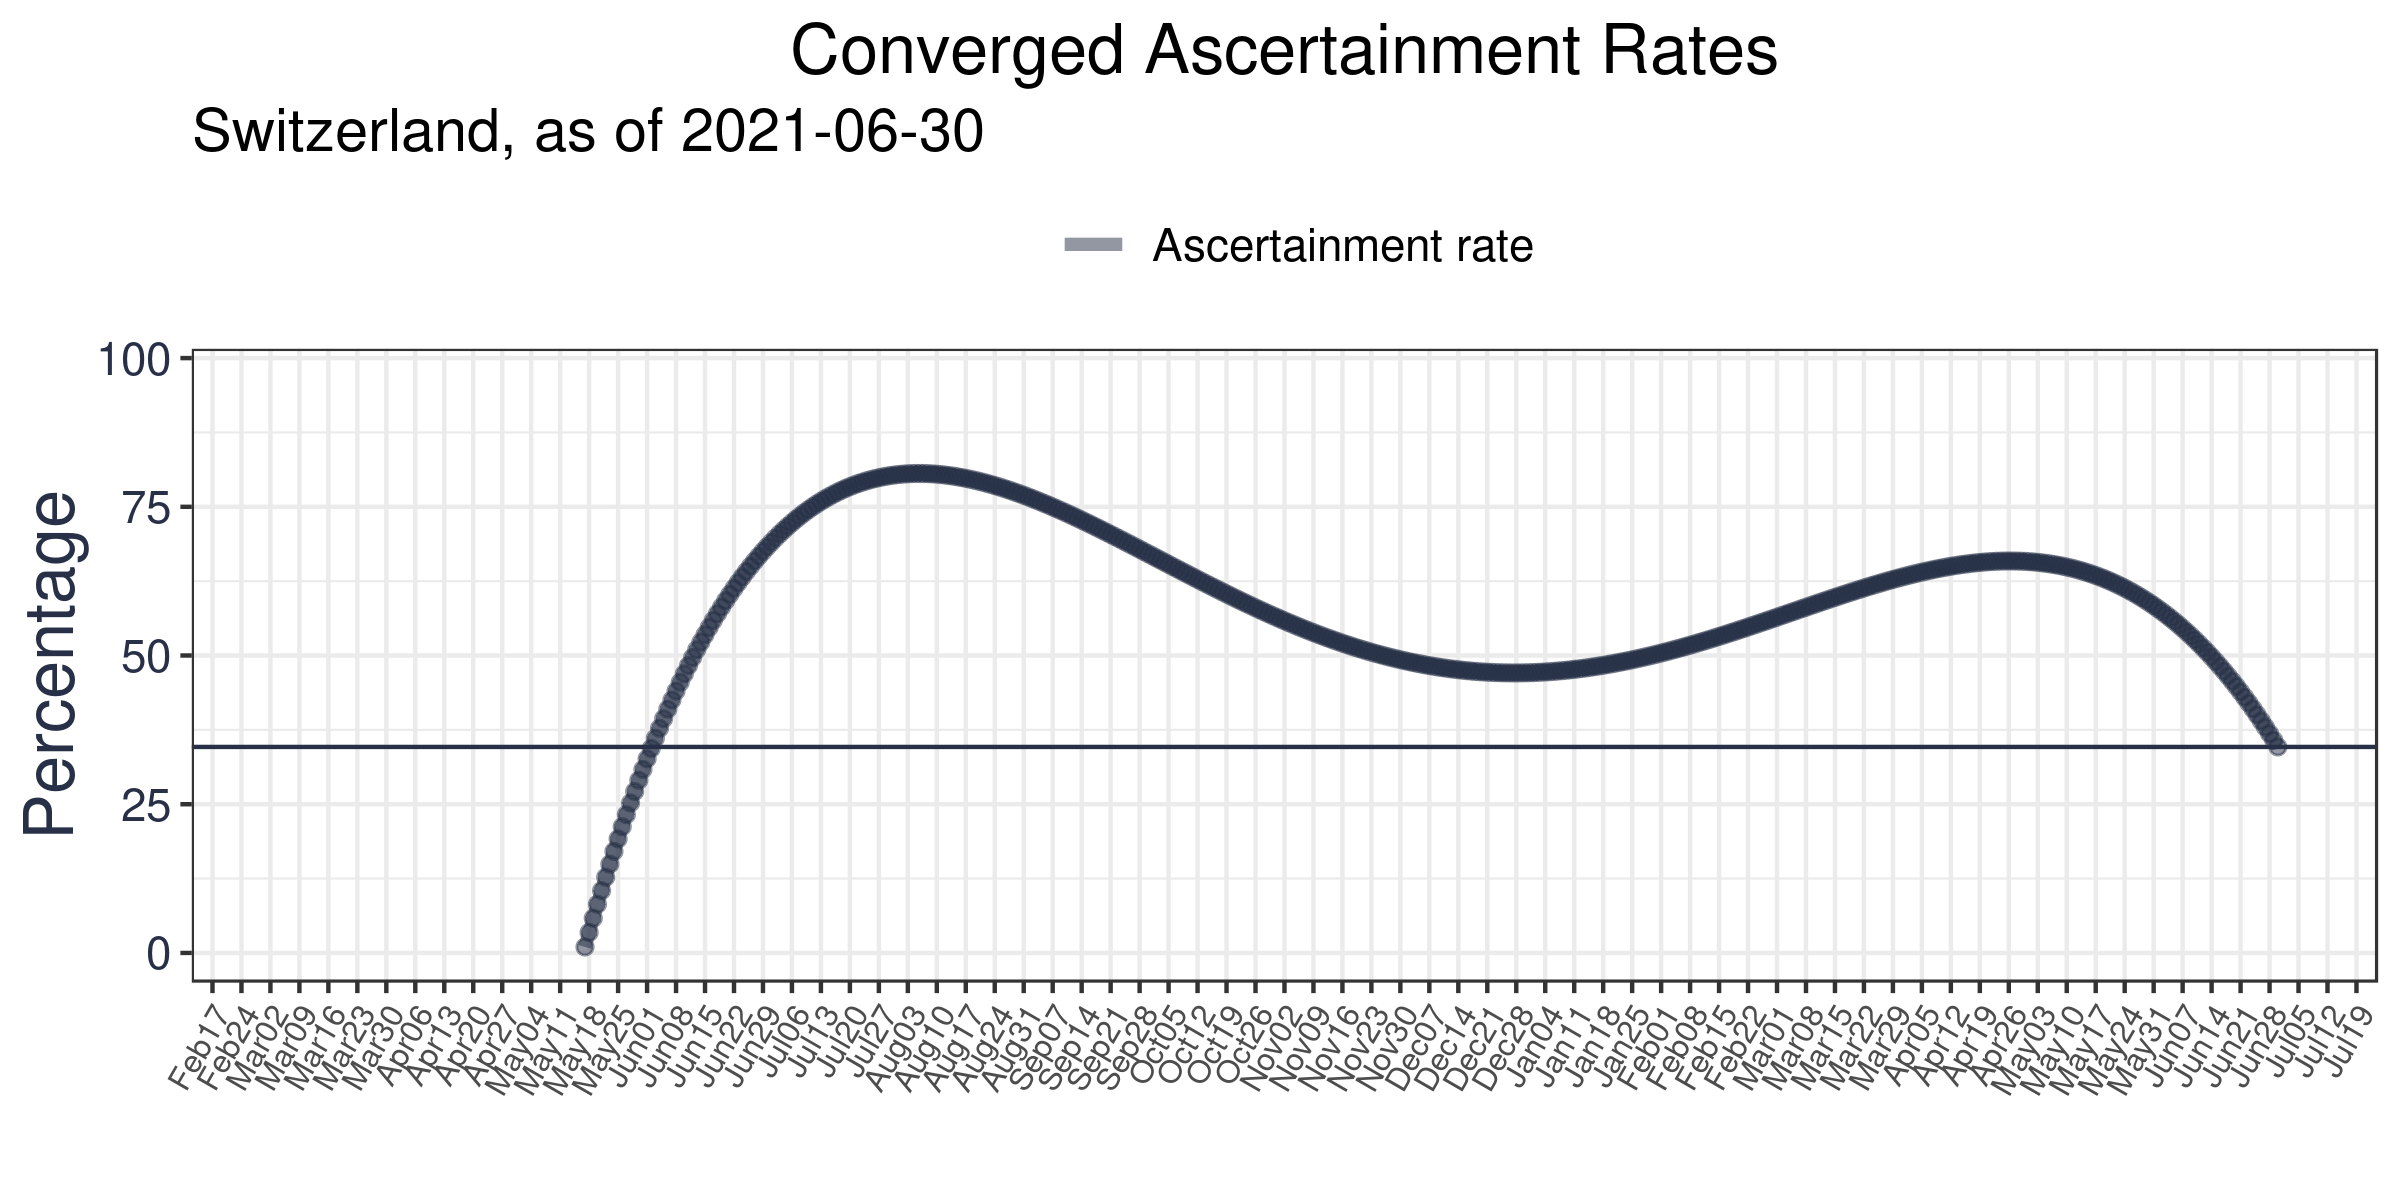 Converged Ascertainment Rates
Switzerland, as of 2021-06-30
Ascertainment rate
Percentage
100
75
50
25
0
Feb17
Feb24
Mar02
Mar09
Mar16
Mar23
Mar30
Apr06
Apr13
Apr20
Apr27
May04
May11
May18
May25
Jun01
Jun08
Jun15
Jun22
Jun29
Jul06
Jul13
Jul20
Jul27
Aug03
Aug10
Aug17
Aug24
Aug31
Sep07
Sep14
Sep21
Sep28
Oct05
Oct12
Oct19
Oct26
Nov02
Nov09
Nov16
Nov23
Nov30
Dec07
Dec14
Dec21
Dec28
Jan04
Jan11
Jan18
Jan25
Feb01
Feb08
Feb15
Feb22
Mar01
Mar08
Mar15
Mar22
Mar29
Apr05
Apr12
Apr19
Apr26
May03
May10
May17
May24
May31
Jun07
Jun14
Jun21
Jun28
Jul05
Jul12
Jul19